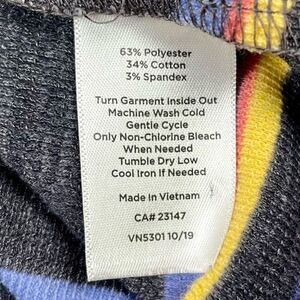 63% Polyester
34% Cotton
3% Spandex
Turn Garment Inside Out
Machine Wash Cold
Gentle Cycle
Only Non-Chlorine Bleach
When Needed
Tumble Dry Low
Cool Iron If Needed
Made in Vietnam
CA# 23147
VN5301 10/19